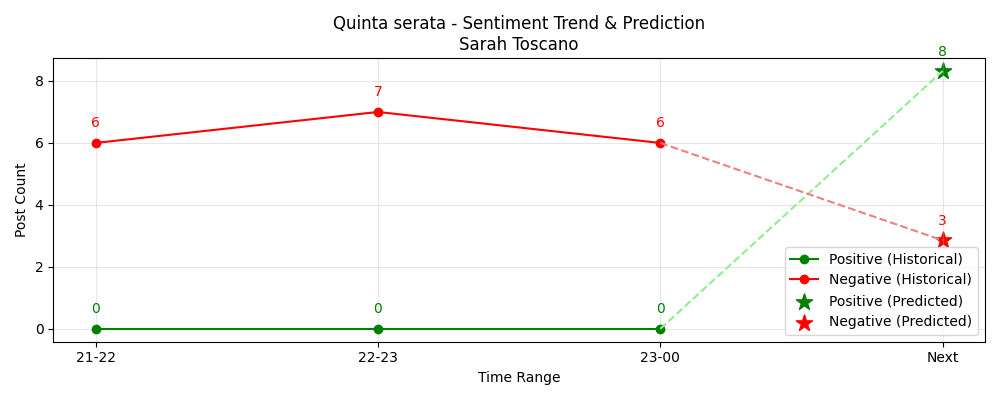 Quinta serata - Sentiment Trend & Prediction
Sarah Toscano
8
8
7
6
6
6
Post Count
4
3
2
0
0
0
0
Positive (Historical)
Negative (Historical)
Positive (Predicted)
Negative (Predicted)
21-22
22-23
23-00
Next
Time Range